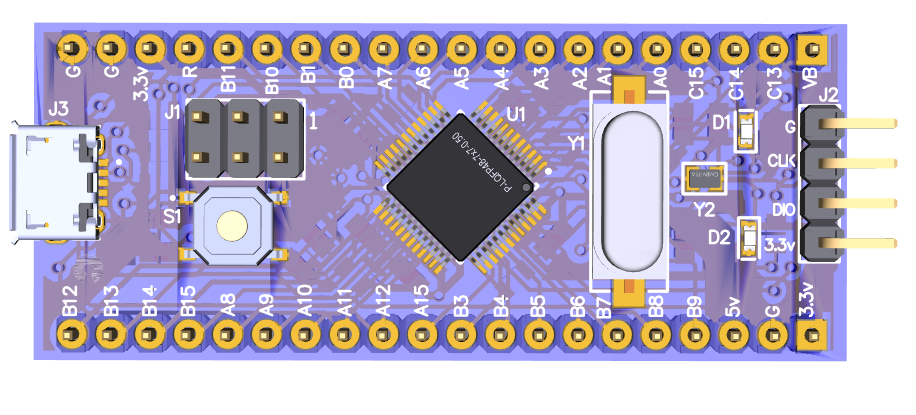 G G 3.3v R B11 B10 B1 B0 A7 A6 A5 A4 A3 A2 A1 A0 C15 C14 C13 VB
J3
J1
1
U1
P-LQFP48-7x7-0.50
Y1
D1
J2
G
CLK
DIO
3.3v
S1
Y2
D2
B12 B13 B14 B15 A8 A9 A10 A11 A12 A15 B3 B4 B5 B6 B7 B8 B9 5v G 3.3v